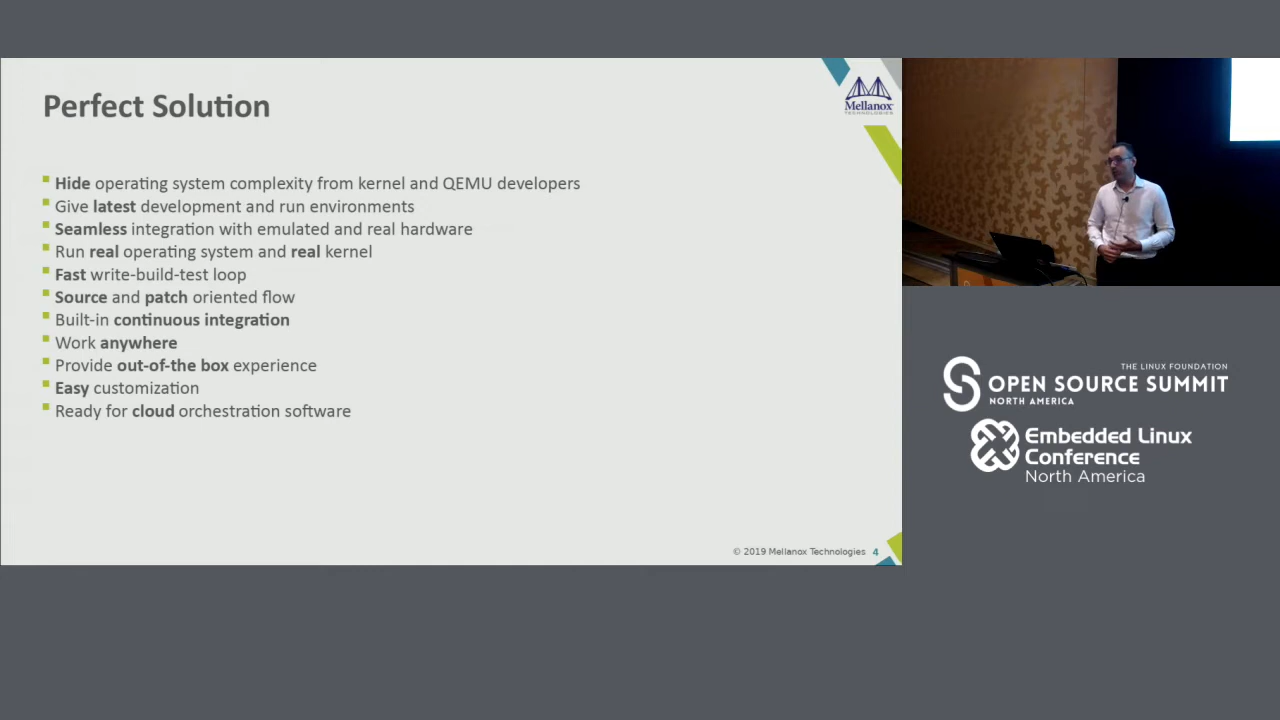 Perfect Solution
Mellanox
TECHNOLOGIES
Hide operating system complexity from kernel and QEMU developers
Give latest development and run environments
Seamless integration with emulated and real hardware
Run real operating system and real kernel
Fast write-build-test loop
Source and patch oriented flow
Built-in continuous integration
Work anywhere
Provide out-of-the box experience
Easy customization
Ready for cloud orchestration software
© 2019 Mellanox Technologies 4
THE LINUX FOUNDATION
OPEN SOURCE SUMMIT
NORTH AMERICA
Embedded Linux
Conference
North America